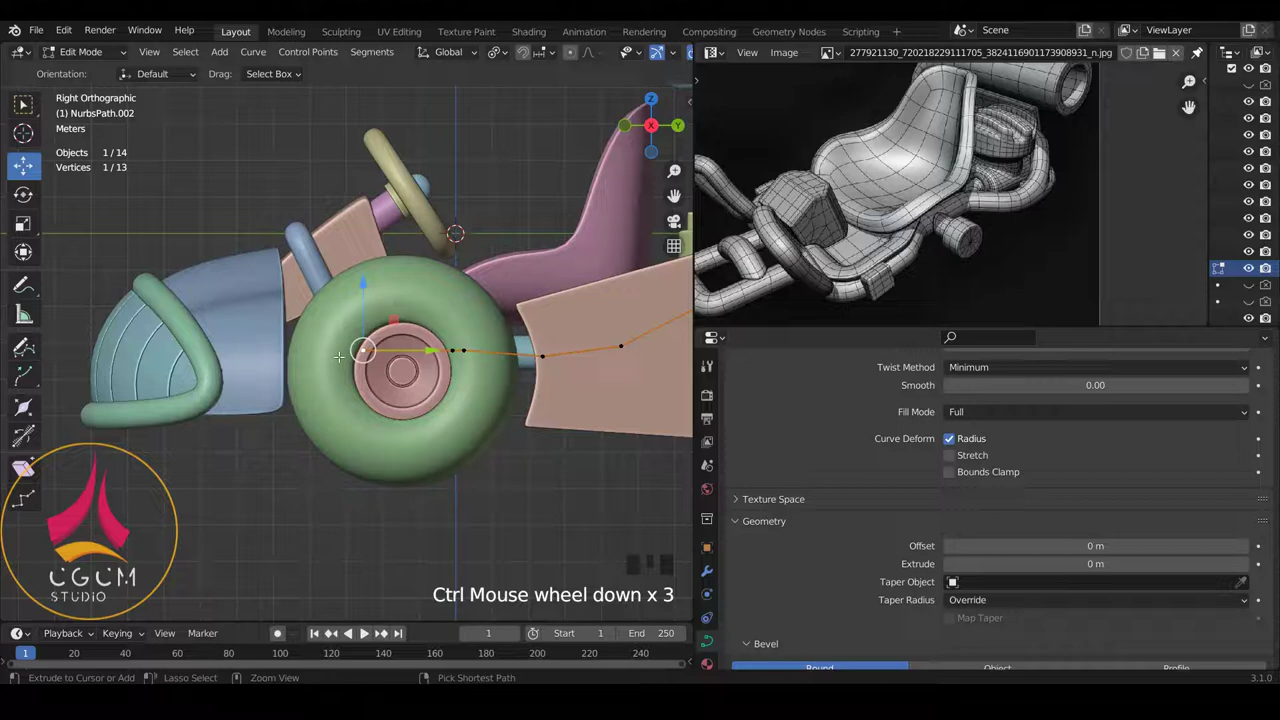 File Edit Render Window Help Layout Modeling Sculpting UV Editing Texture Paint Shading Animation Rendering Compositing Geometry Nodes Scripting Scene ViewLayer
Edit Mode View Select Add Curve Control Points Segments Global View Image 277921130_720218229111705_3824116901173908931_n.jpg
Orientation: Default Drag: Select Box
Right Orthographic
(1) NurbsPath.002
Meters
Objects 1 / 14
Vertices 1 / 13
Z
X
Y
Twist Method Minimum
Smooth 0.00
Fill Mode Full
Curve Deform Radius
Stretch
Bounds Clamp
Texture Space
Geometry
Offset 0 m
Extrude 0 m
Taper Object
Taper Radius Override
Map Taper
Bevel
Round Object Profile
Ctrl Mouse wheel down x 3
CGCM
STUDIO
Playback Keying View Marker 1 Start 1 End 250
1 20 40 60 80 100 120 140 160 180 200 220 240
Extrude to Cursor or Add Lasso Select Zoom View Pick Shortest Path 3.1.0